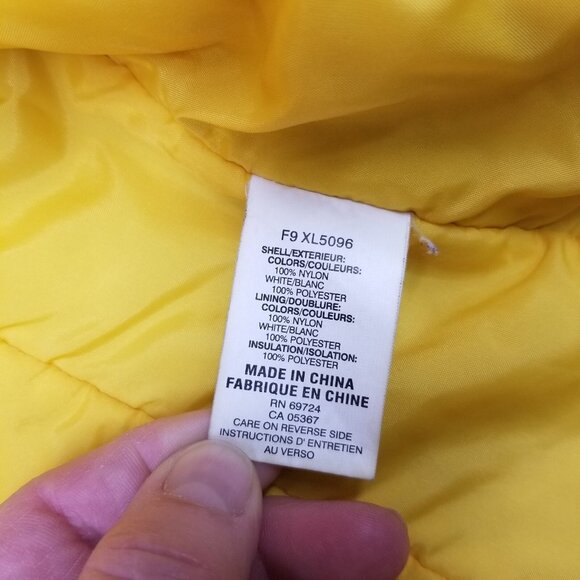 F9 XL5096
SHELL/EXTERIEUR:
COLORS/COULEURS:
100% NYLON
WHITE/BLANC
100% POLYESTER
LINING/DOUBLURE:
COLORS/COULEURS:
100% NYLON
WHITE/BLANC
100% POLYESTER
INSULATION/ISOLATION:
100% POLYESTER
MADE IN CHINA
FABRIQUE EN CHINE
RN 69724
CA 05367
CARE ON REVERSE SIDE
INSTRUCTIONS D' ENTRETIEN
AU VERSO